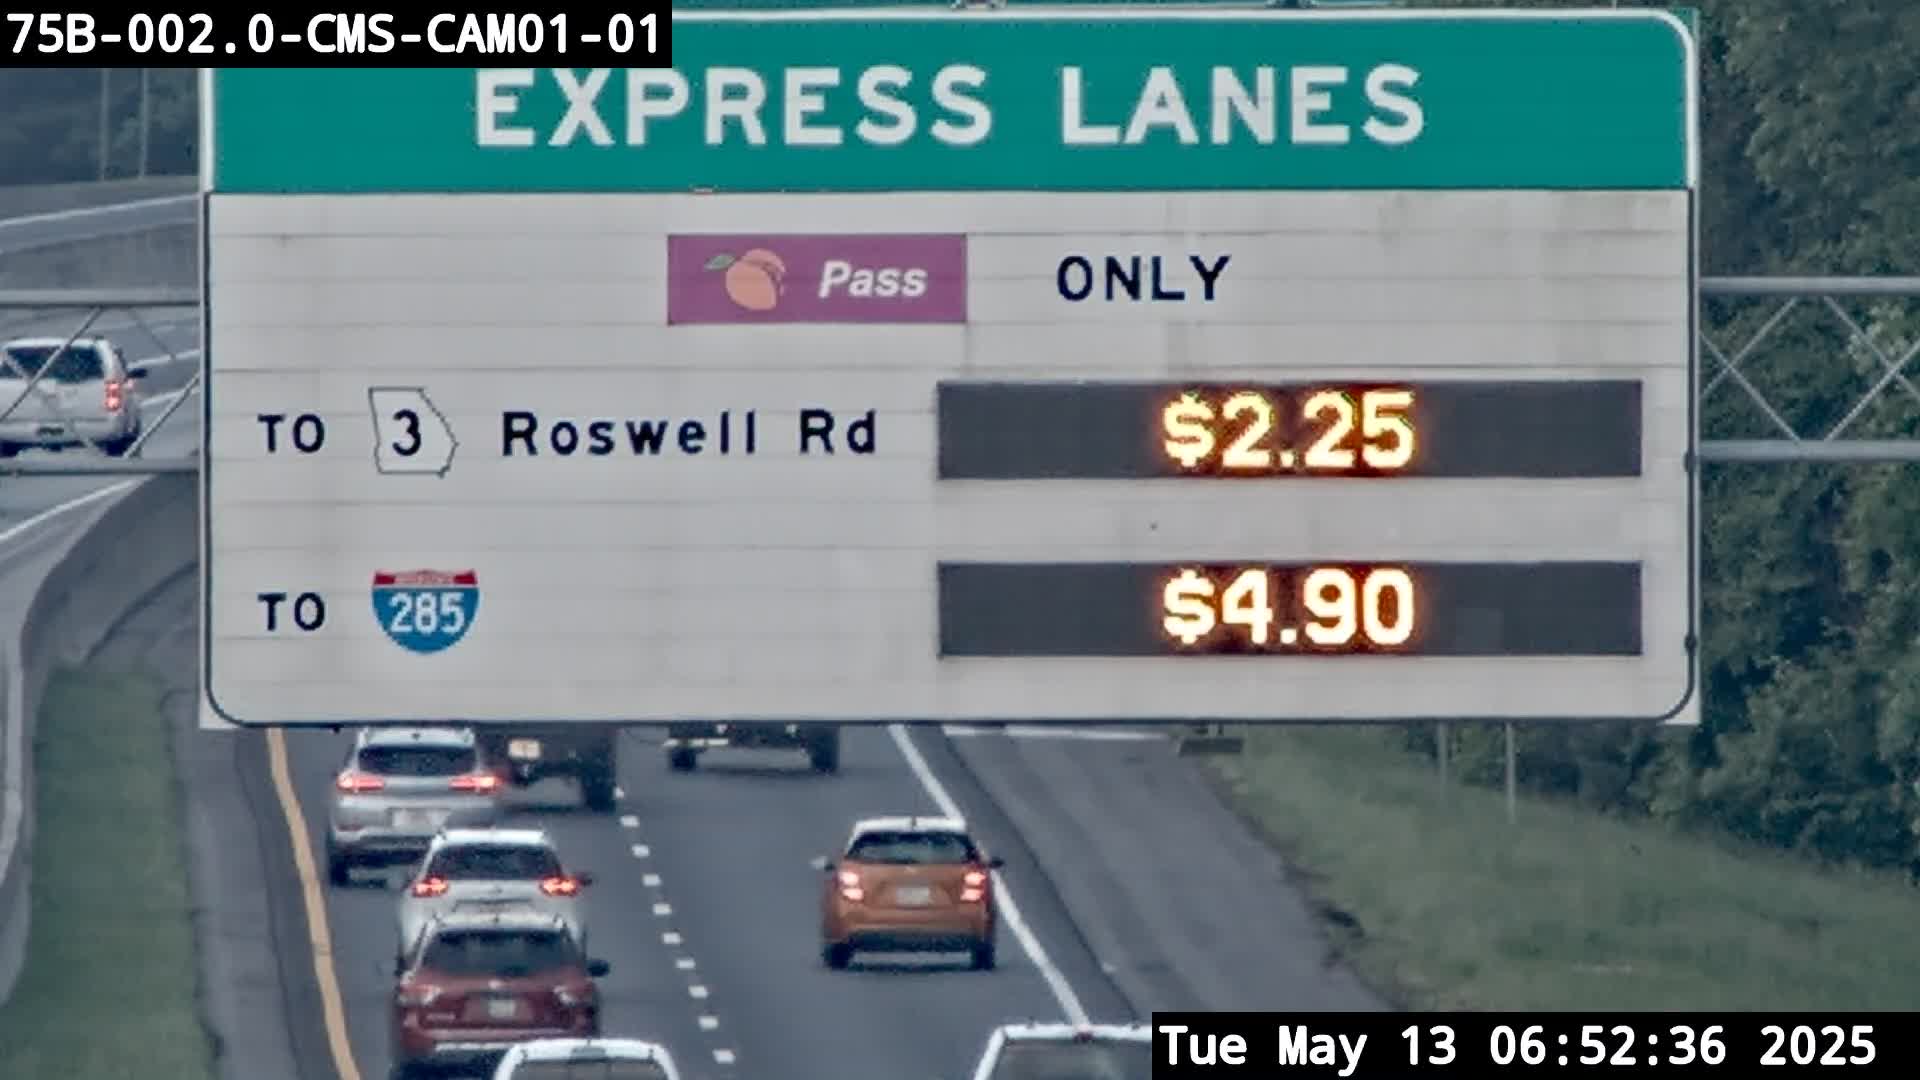 75B-002.0-CMS-CAM01-01
EXPRESS LANES
Pass ONLY
TO 3 Roswell Rd $2.25
TO 285 $4.90
Tue May 13 06:52:36 2025